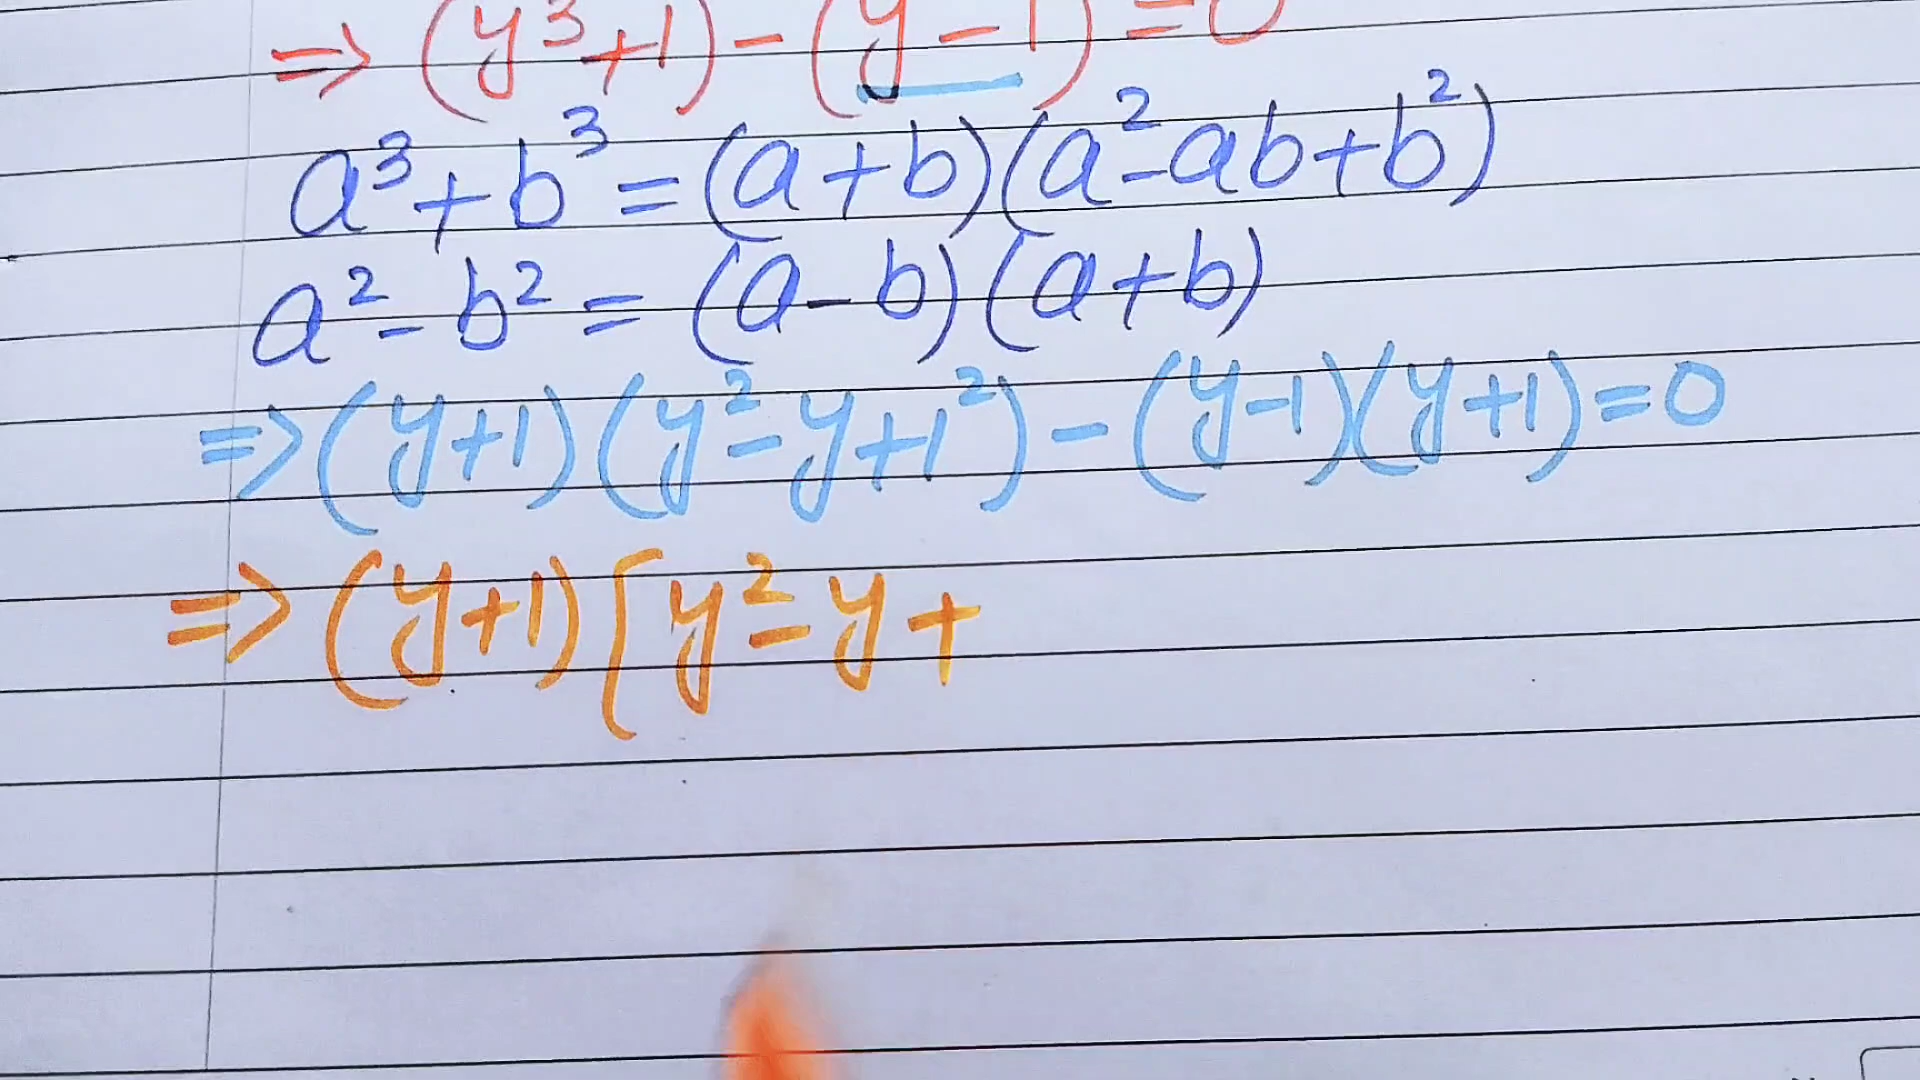 ⇒ (y³+1) - (y-1) = 0
a³+b³ = (a+b)(a²-ab+b²)
a²-b² = (a-b)(a+b)
⇒ (y+1)(y²-y+1²) - (y-1)(y+1) = 0
⇒ (y+1)[y²-y+